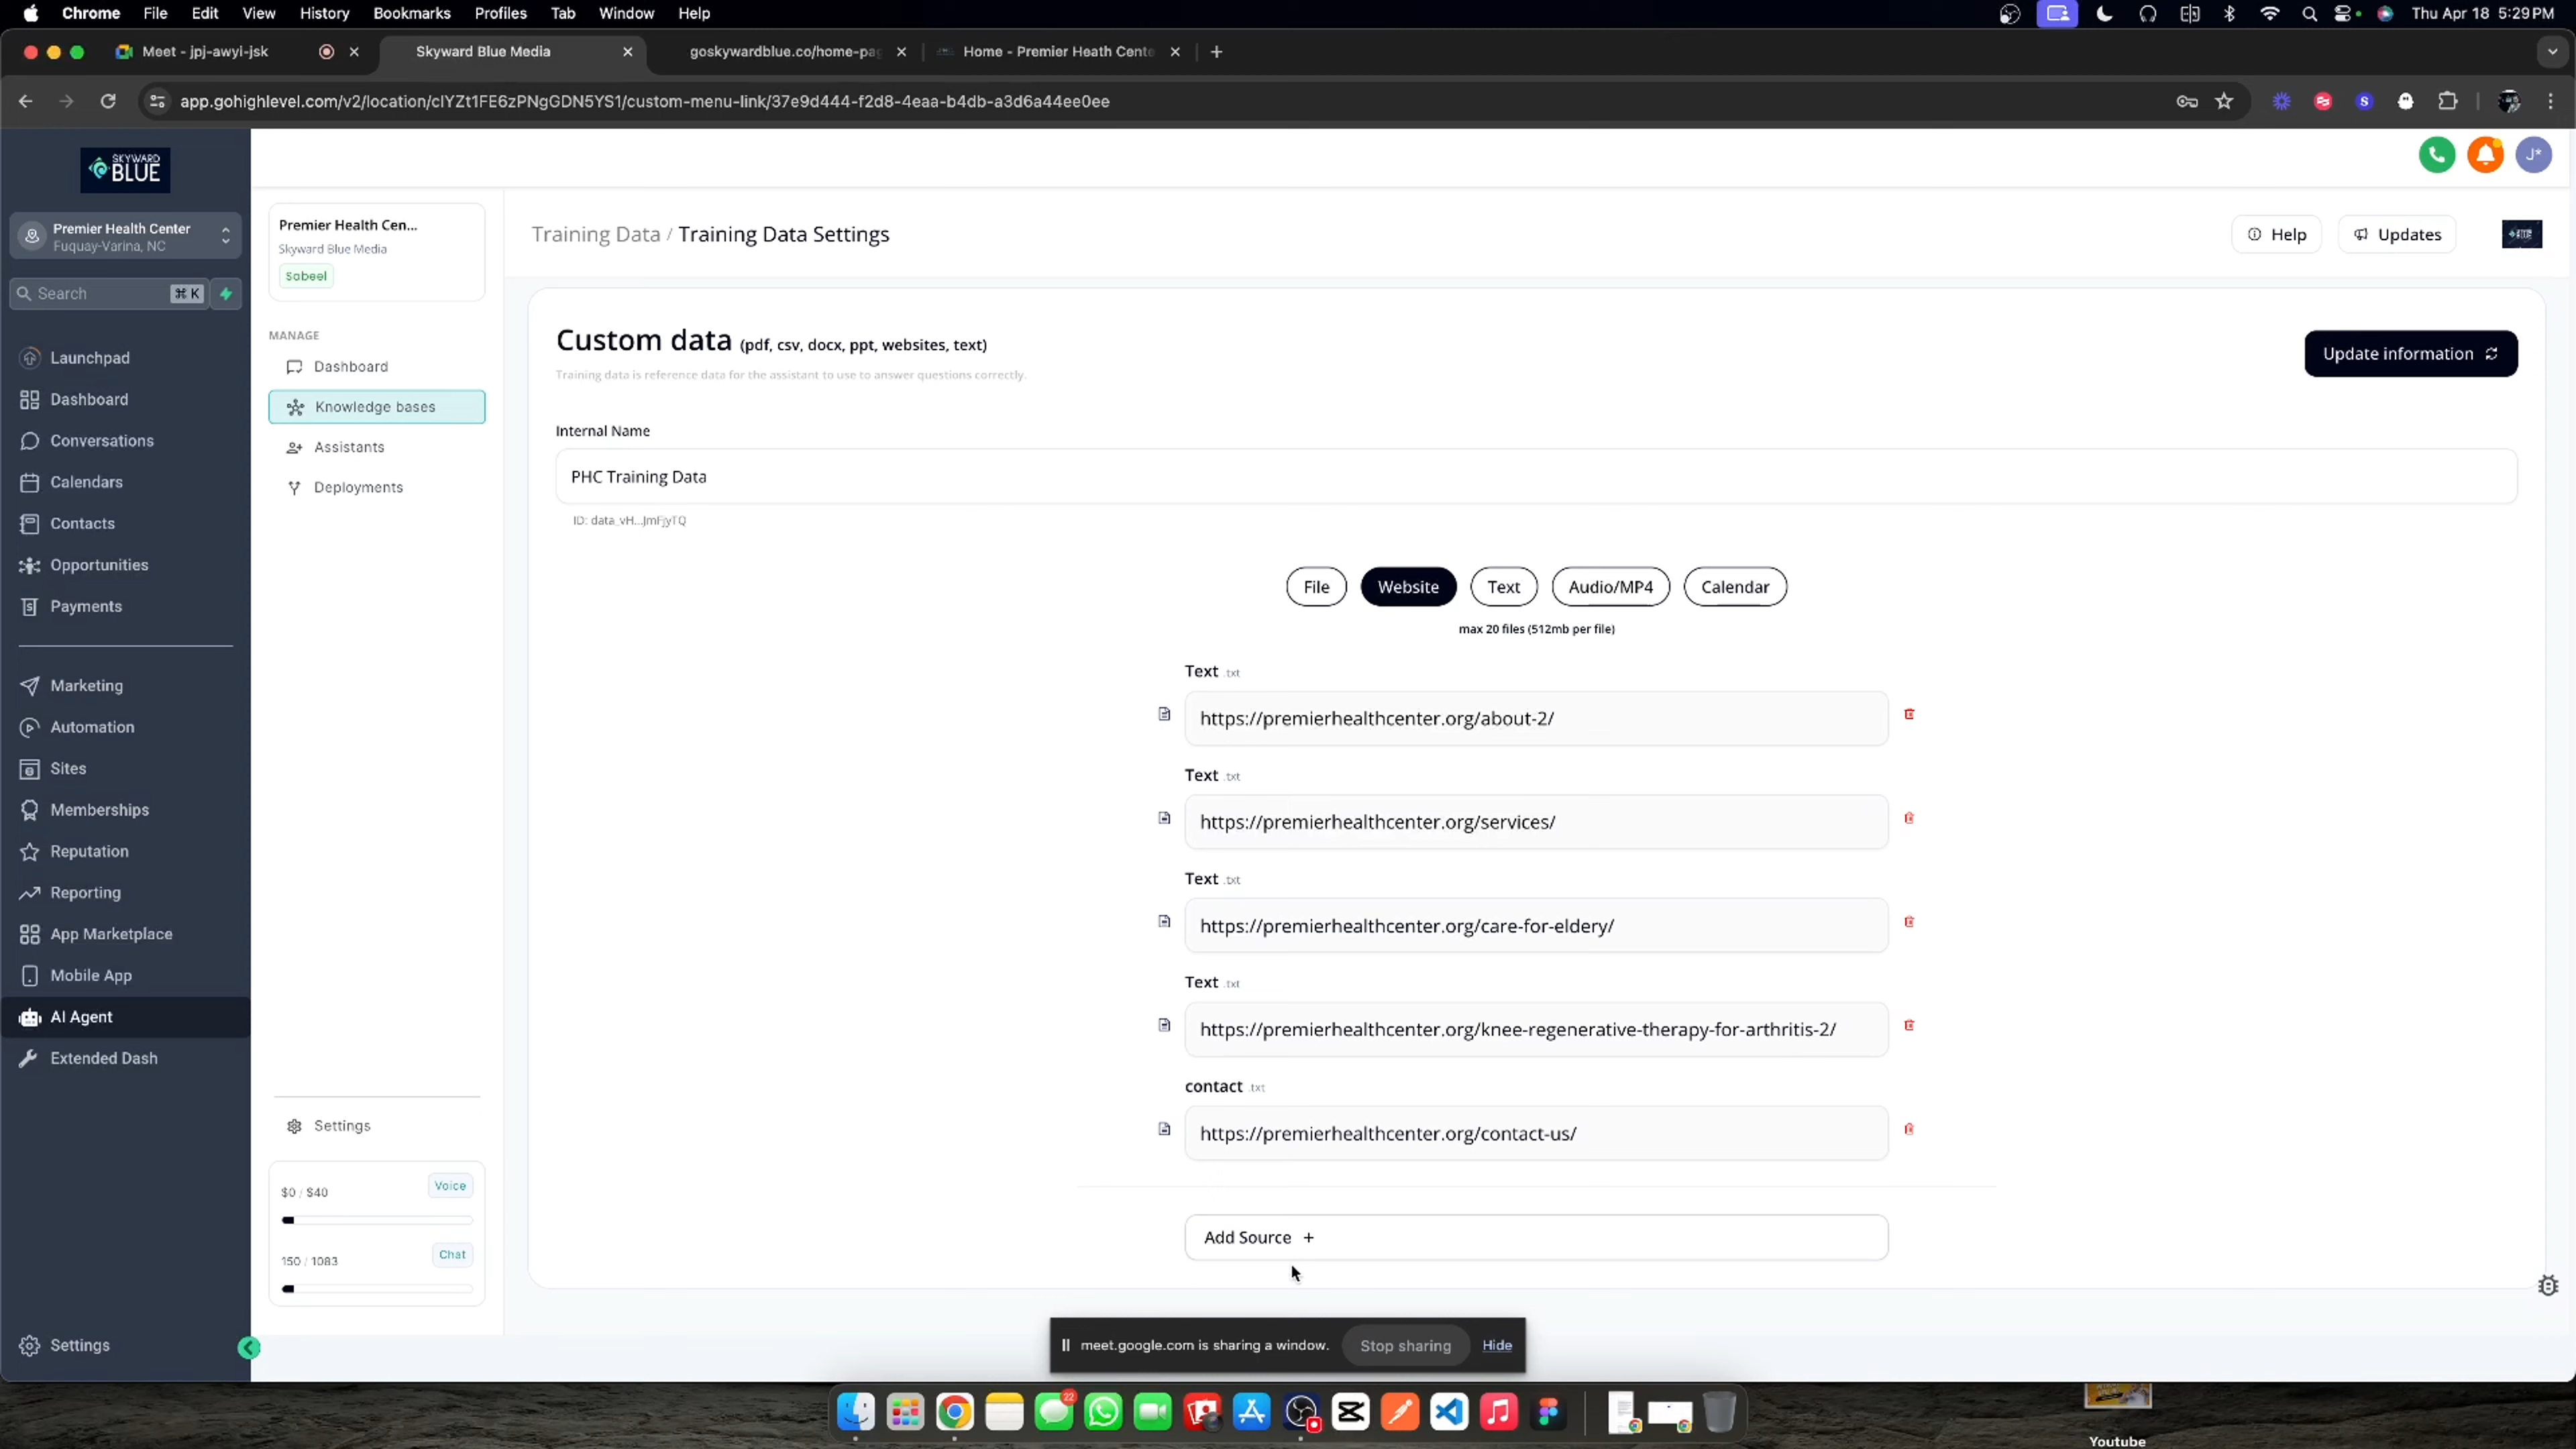 Chrome File Edit View History Bookmarks Profiles Tab Window Help Thu Apr 18 5:29 PM
Meet - jpj-awyi-jsk Skyward Blue Media goskywardblue.co/home-pag Home - Premier Heath Cente
app.gohighlevel.com/v2/location/cIYZt1FE6zPNgGDN5YS1/custom-menu-link/37e9d444-f2d8-4eaa-b4db-a3d6a44ee0ee
SKYWARD
BLUE
J*
Premier Health Center
Fuquay-Varina, NC
Search ⌘ K
Launchpad
Dashboard
Conversations
Calendars
Contacts
Opportunities
Payments
Marketing
Automation
Sites
Memberships
Reputation
Reporting
App Marketplace
Mobile App
AI Agent
Extended Dash
Settings
Premier Health Cen...
Skyward Blue Media
Sabeel
MANAGE
Dashboard
Knowledge bases
Assistants
Deployments
Settings
$0 / $40 Voice
150 / 1083 Chat
Training Data / Training Data Settings
Help Updates
Custom data (pdf, csv, docx, ppt, websites, text)
Training data is reference data for the assistant to use to answer questions correctly.
Update information
Internal Name
PHC Training Data
ID: data_vH...JmFjyTQ
File Website Text Audio/MP4 Calendar
max 20 files (512mb per file)
Text .txt
https://premierhealthcenter.org/about-2/
Text .txt
https://premierhealthcenter.org/services/
Text .txt
https://premierhealthcenter.org/care-for-eldery/
Text .txt
https://premierhealthcenter.org/knee-regenerative-therapy-for-arthritis-2/
contact .txt
https://premierhealthcenter.org/contact-us/
Add Source +
meet.google.com is sharing a window. Stop sharing Hide
22
Youtube